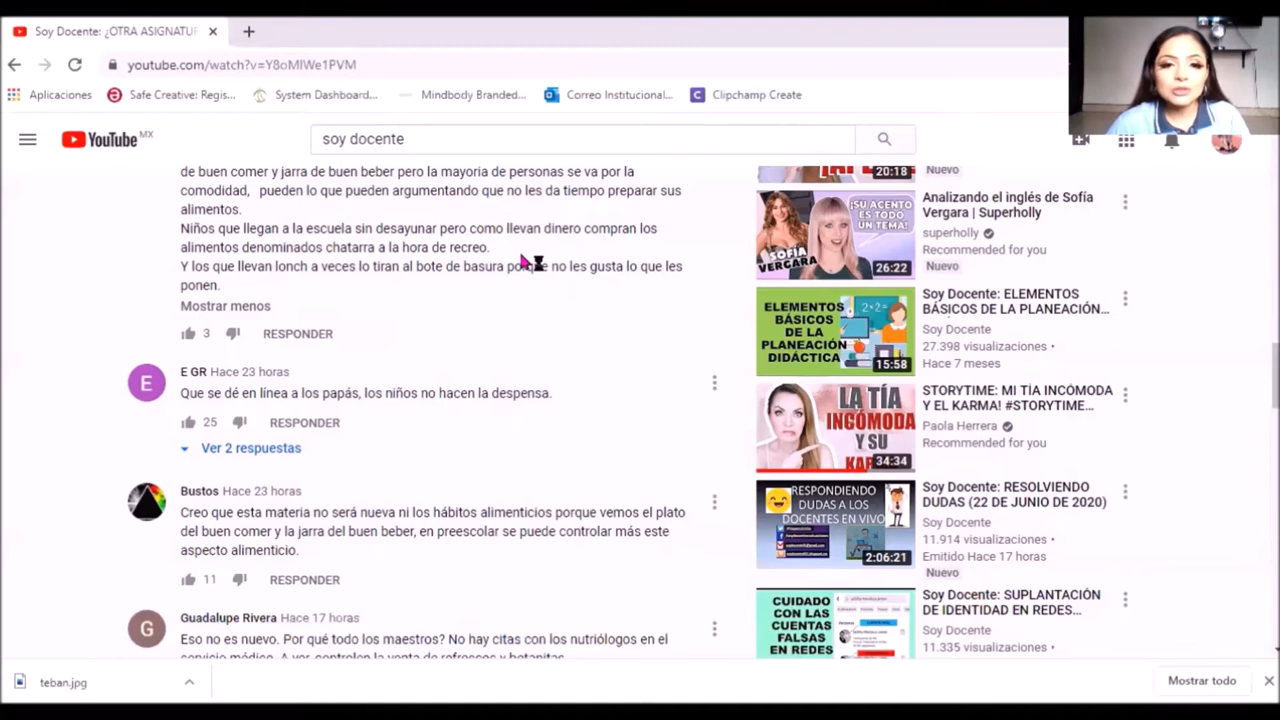 Soy Docente: ¿OTRA ASIGNATUR
youtube.com/watch?v=Y8oMIWe1PVM
Aplicaciones
Safe Creative: Regis...
System Dashboard...
Mindbody Branded...
Correo Institucional...
Clipchamp Create
YouTube MX
soy docente
de buen comer y jarra de buen beber pero la mayoria de personas se va por la
comodidad, pueden lo que pueden argumentando que no les da tiempo preparar sus
alimentos.
Niños que llegan a la escuela sin desayunar pero como llevan dinero compran los
alimentos denominados chatarra a la hora de recreo.
Y los que llevan lonch a veces lo tiran al bote de basura porque no les gusta lo que les
ponen.
Mostrar menos
3
RESPONDER
E
E GR Hace 23 horas
Que se dé en línea a los papás, los niños no hacen la despensa.
25
RESPONDER
Ver 2 respuestas
Bustos Hace 23 horas
Creo que esta materia no será nueva ni los hábitos alimenticios porque vemos el plato
del buen comer y la jarra del buen beber, en preescolar se puede controlar más este
aspecto alimenticio.
11
RESPONDER
G
Guadalupe Rivera Hace 17 horas
Eso no es nuevo. Por qué todo los maestros? No hay citas con los nutriólogos en el
servicio médico. A ver, controlen la venta de refrescos y botanitas.
20:18
Nuevo
¡SU ACENTO
ES TODO
UN TEMA!
SOFÍA
VERGARA
26:22
Analizando el inglés de Sofía
Vergara | Superholly
superholly
Recommended for you
Nuevo
ELEMENTOS
BÁSICOS
DE LA
PLANEACIÓN
DIDÁCTICA
2×2=
15:58
Soy Docente: ELEMENTOS
BÁSICOS DE LA PLANEACIÓN...
Soy Docente
27.398 visualizaciones •
Hace 7 meses
LA TÍA
INCÓMODA
Y SU
34:34
STORYTIME: MI TÍA INCÓMODA
Y EL KARMA! #STORYTIME...
Paola Herrera
Recommended for you
RESPONDIENDO
DUDAS A LOS
DOCENTES EN VIVO
2:06:21
Soy Docente: RESOLVIENDO
DUDAS (22 DE JUNIO DE 2020)
Soy Docente
11.914 visualizaciones •
Emitido Hace 17 horas
Nuevo
CUIDADO
CON LAS
CUENTAS
FALSAS
EN REDES
Soy Docente: SUPLANTACIÓN
DE IDENTIDAD EN REDES...
Soy Docente
11.335 visualizaciones •
teban.jpg
Mostrar todo